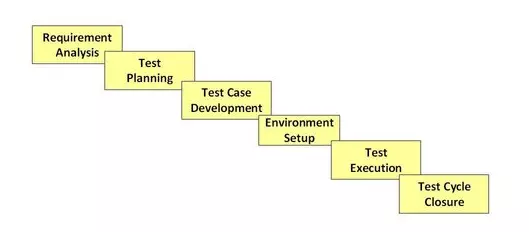 Requirement
Analysis
Test
Planning
Test Case
Development
Environment
Setup
Test
Execution
Test Cycle
Closure